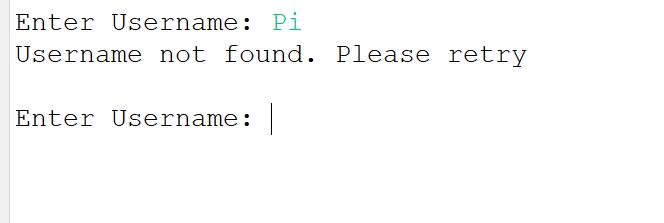 Enter Username: Pi
Username not found. Please retry
Enter Username: